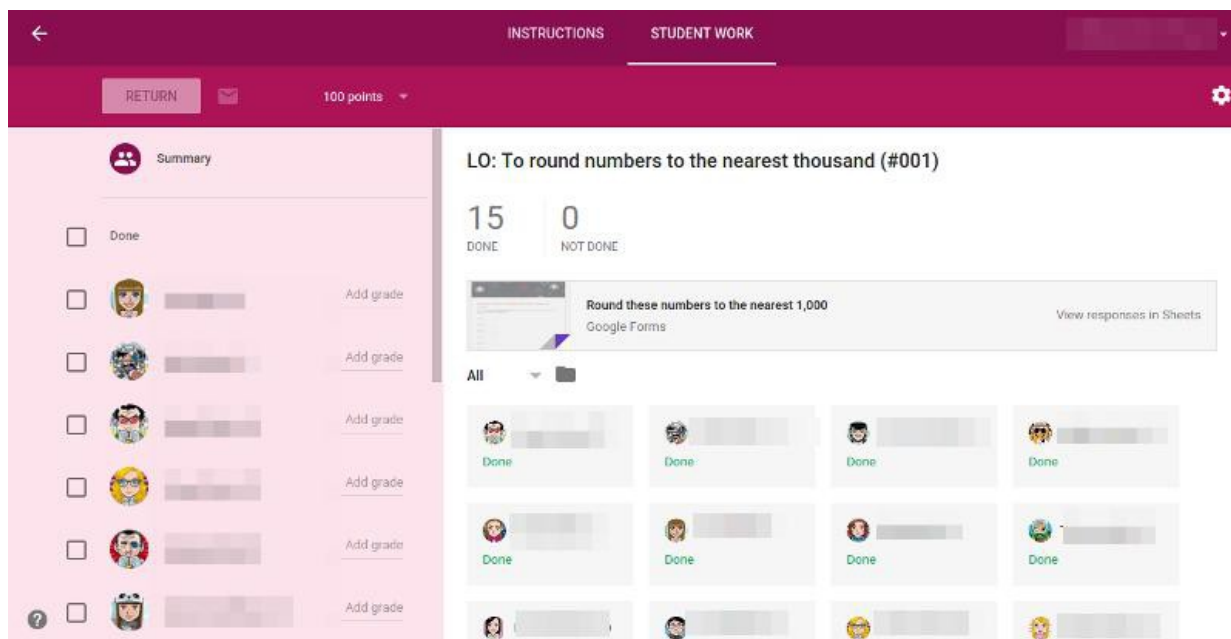 INSTRUCTIONS STUDENT WORK
RETURN 100 points
Summary
Done
Add grade
Add grade
Add grade
Add grade
Add grade
Add grade
LO: To round numbers to the nearest thousand (#001)
15 0
DONE NOT DONE
Round these numbers to the nearest 1,000
Google Forms
View responses in Sheets
All
Done Done Done Done
Done Done Done Done